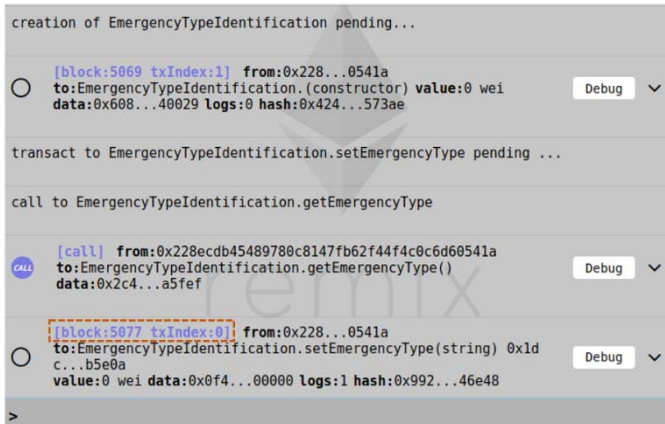 creation of EmergencyTypeIdentification pending...
[block:5069 txIndex:1] from:0x228...0541a
to:EmergencyTypeIdentification.(constructor) value:0 wei
data:0x608...40029 logs:0 hash:0x424...573ae
Debug
transact to EmergencyTypeIdentification.setEmergencyType pending ...
call to EmergencyTypeIdentification.getEmergencyType
CALL
[call] from:0x228ecdb45489780c8147fb62f44f4c0c6d60541a
to:EmergencyTypeIdentification.getEmergencyType()
data:0x2c4...a5fef
Debug
remix
[block:5077 txIndex:0] from:0x228...0541a
to:EmergencyTypeIdentification.setEmergencyType(string) 0x1d
c...b5e0a
value:0 wei data:0x0f4...00000 logs:1 hash:0x992...46e48
Debug
>